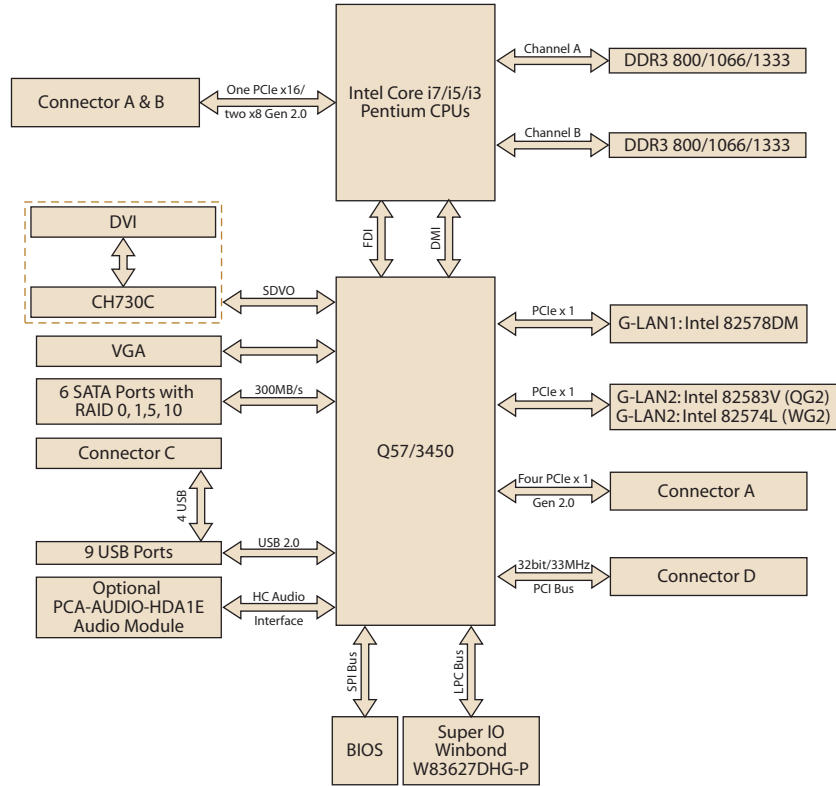 Intel Core i7/i5/i3
Pentium CPUs
Channel A
DDR3 800/1066/1333
Channel B
DDR3 800/1066/1333
Connector A & B
One PCIe x16/
two x8 Gen 2.0
FDI
DMI
DVI
CH730C
SDVO
VGA
6 SATA Ports with
RAID 0, 1,5, 10
300MB/s
Connector C
4 USB
9 USB Ports
USB 2.0
Optional
PCA-AUDIO-HDA1E
Audio Module
HC Audio
Interface
Q57/3450
PCIe x 1
G-LAN1: Intel 82578DM
PCIe x 1
G-LAN2: Intel 82583V (QG2)
G-LAN2: Intel 82574L (WG2)
Four PCIe x 1
Gen 2.0
Connector A
32bit/33MHz
PCI Bus
Connector D
SPI Bus
LPC Bus
BIOS
Super IO
Winbond
W83627DHG-P